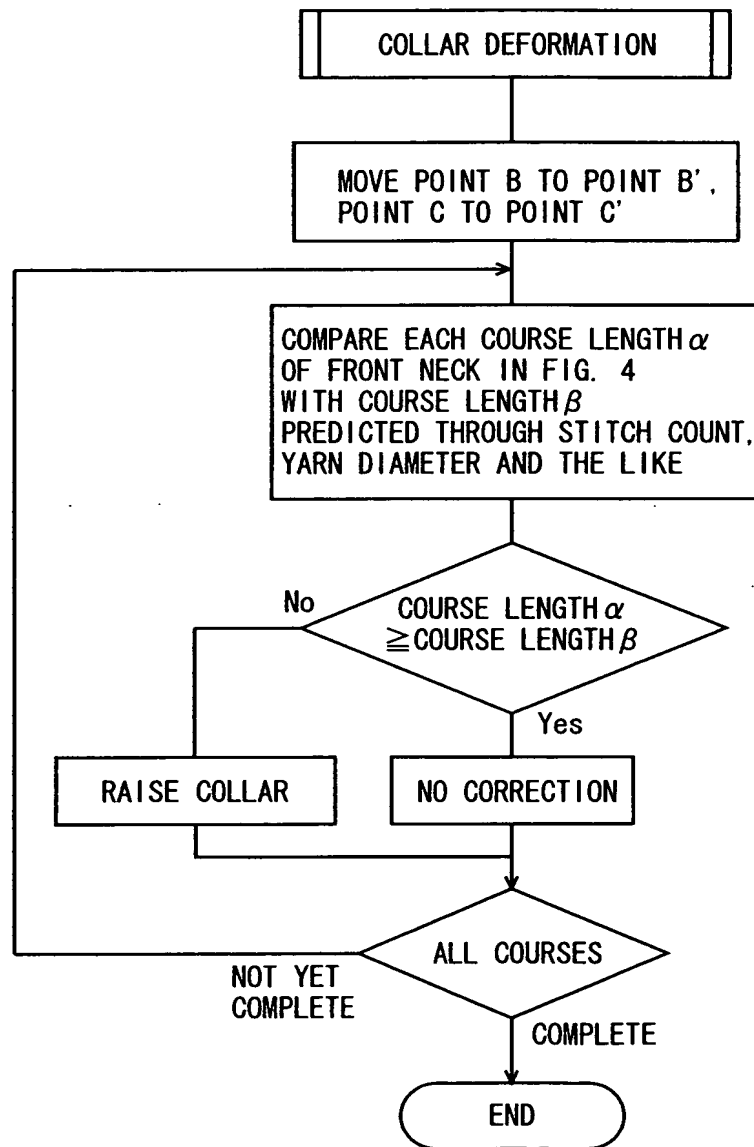 COLLAR DEFORMATION
MOVE POINT B TO POINT B',
POINT C TO POINT C'
COMPARE EACH COURSE LENGTH α
OF FRONT NECK IN FIG. 4
WITH COURSE LENGTH β
PREDICTED THROUGH STITCH COUNT,
YARN DIAMETER AND THE LIKE
No
COURSE LENGTH α
≧COURSE LENGTH β
Yes
RAISE COLLAR
NO CORRECTION
ALL COURSES
NOT YET
COMPLETE
COMPLETE
END